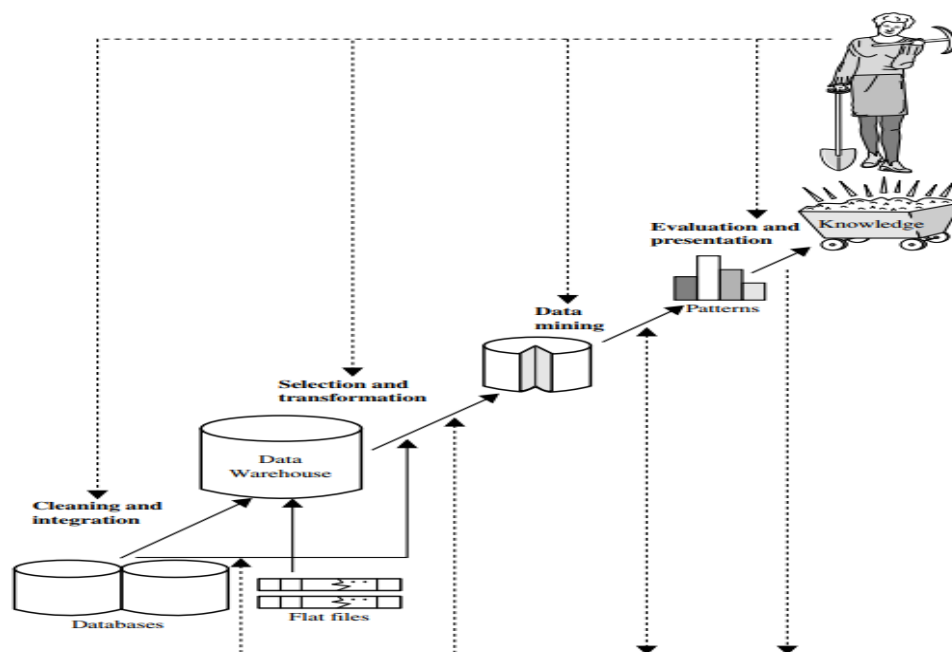 Knowledge
Evaluation and
presentation
Patterns
Data
mining
Selection and
transformation
Data
Warehouse
Cleaning and
integration
Databases
Flat files